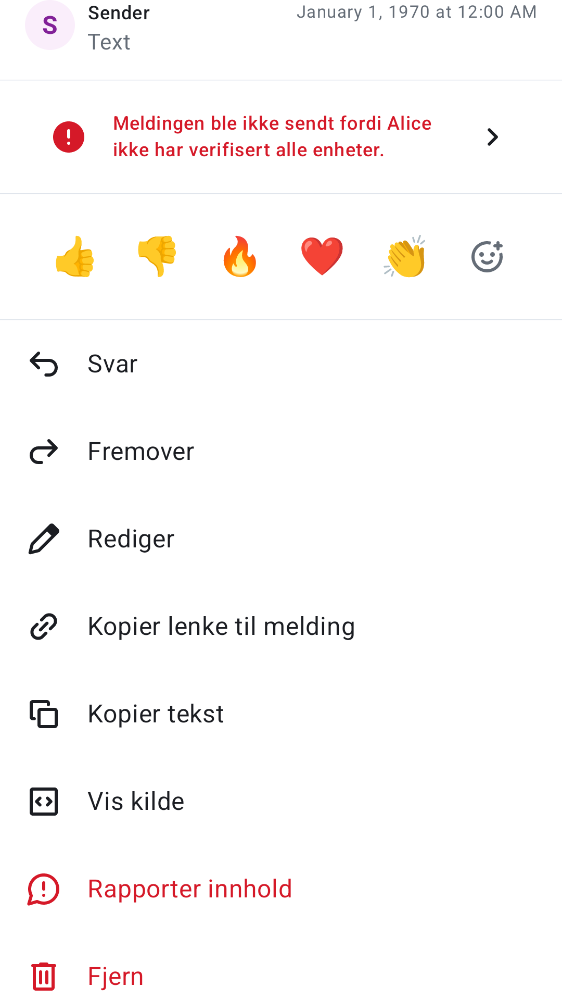 S
Sender
January 1, 1970 at 12:00 AM
Text
Meldingen ble ikke sendt fordi Alice
ikke har verifisert alle enheter.
Svar
Fremover
Rediger
Kopier lenke til melding
Kopier tekst
Vis kilde
Rapporter innhold
Fjern